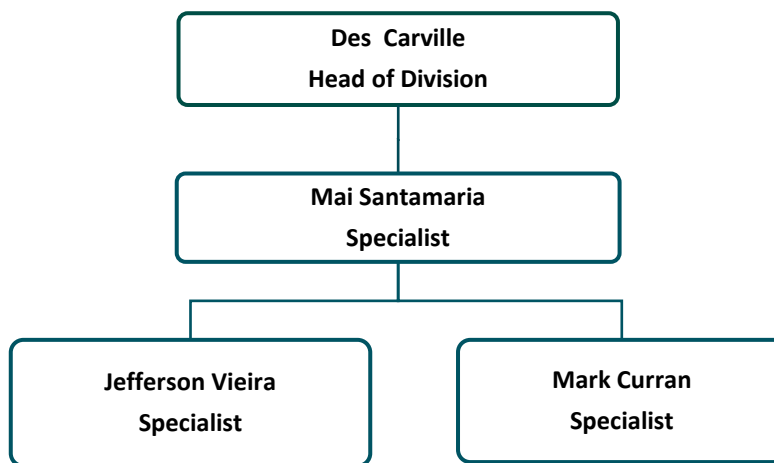 Des Carville
Head of Division
Mai Santamaria
Specialist
Jefferson Vieira
Specialist
Mark Curran
Specialist